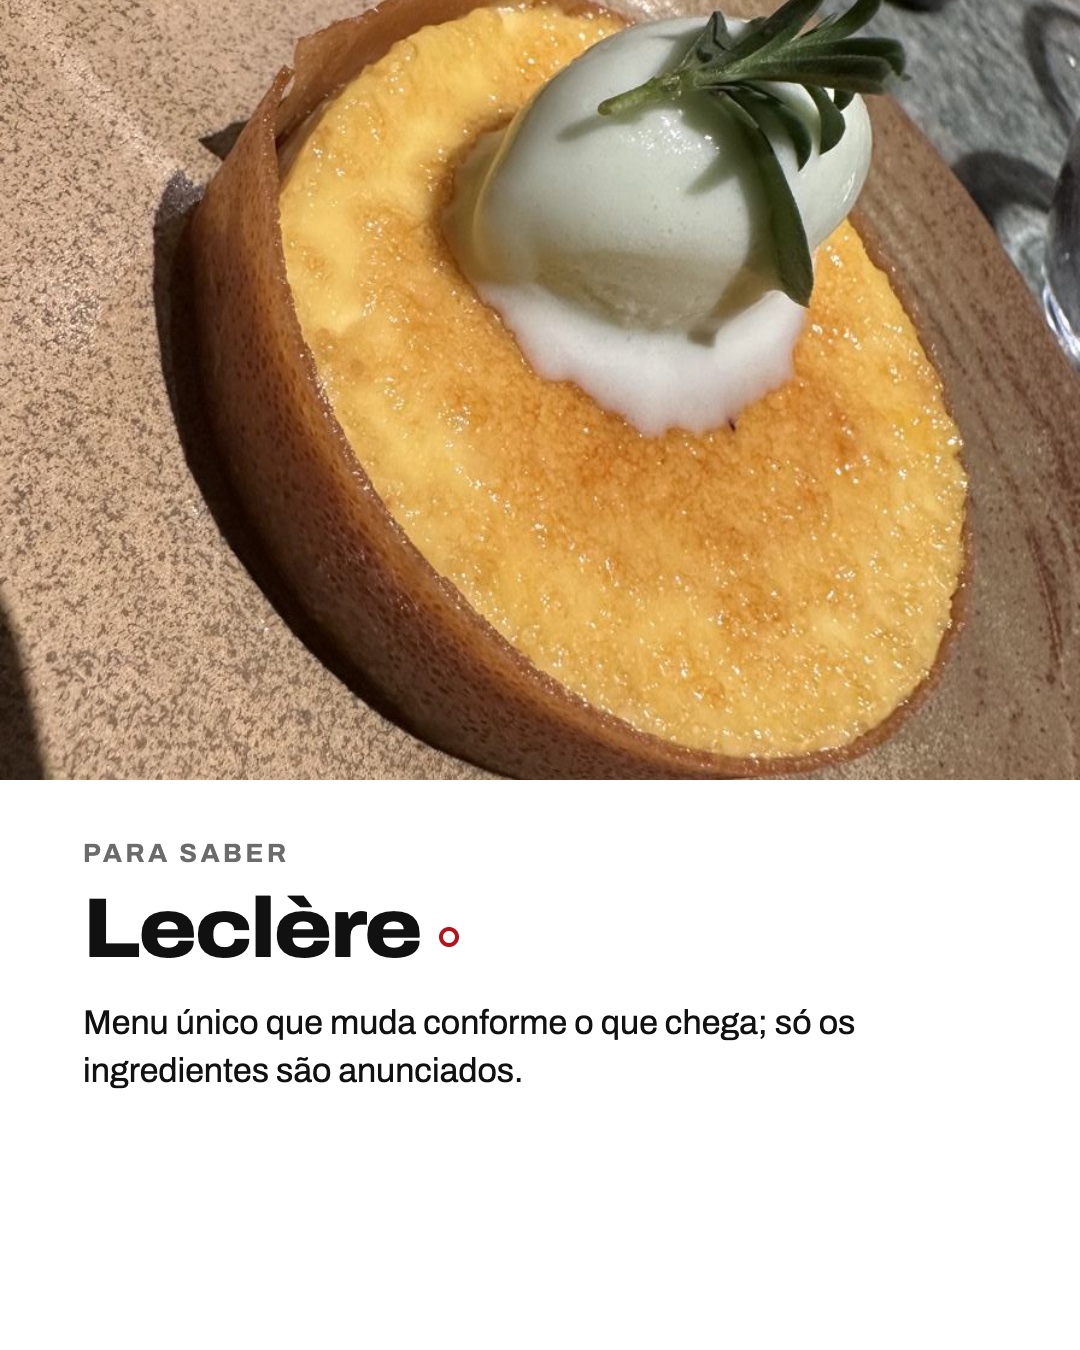 PARA SABER
Leclère
Menu único que muda conforme o que chega; só os
ingredientes são anunciados.